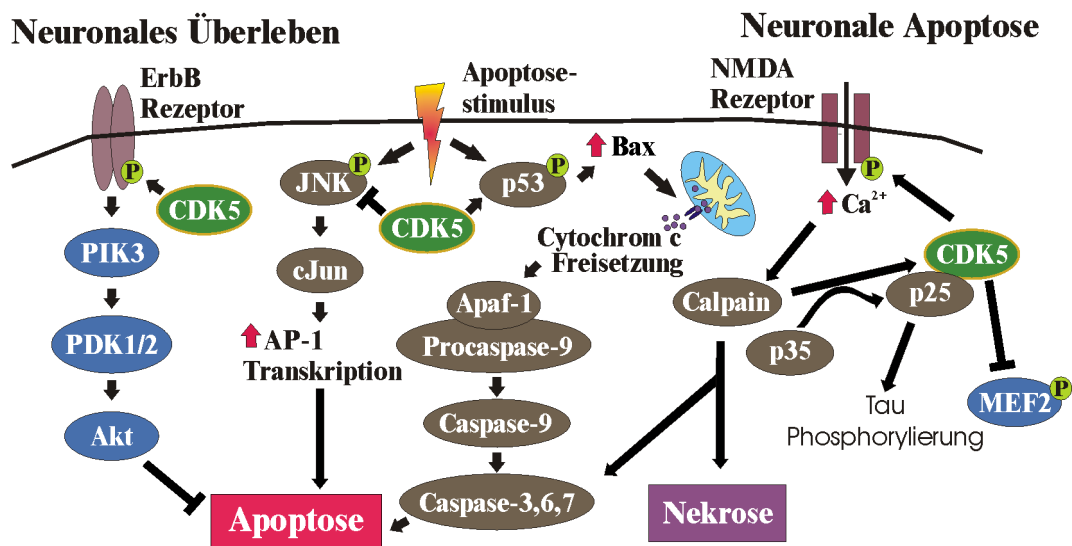 Neuronales Überleben
Neuronale Apoptose
ErbB
Rezeptor
Apoptose-
stimulus
NMDA
Rezeptor
P
CDK5
PIK3
PDK1/2
Akt
JNK
P
CDK5
p53
P
Bax
cJun
AP-1
Transkription
Cytochrom c
Freisetzung
Apaf-1
Procaspase-9
Caspase-9
Caspase-3,6,7
Apoptose
P
Ca²⁺
CDK5
p25
Calpain
p35
Tau
Phosphorylierung
MEF2
P
Nekrose